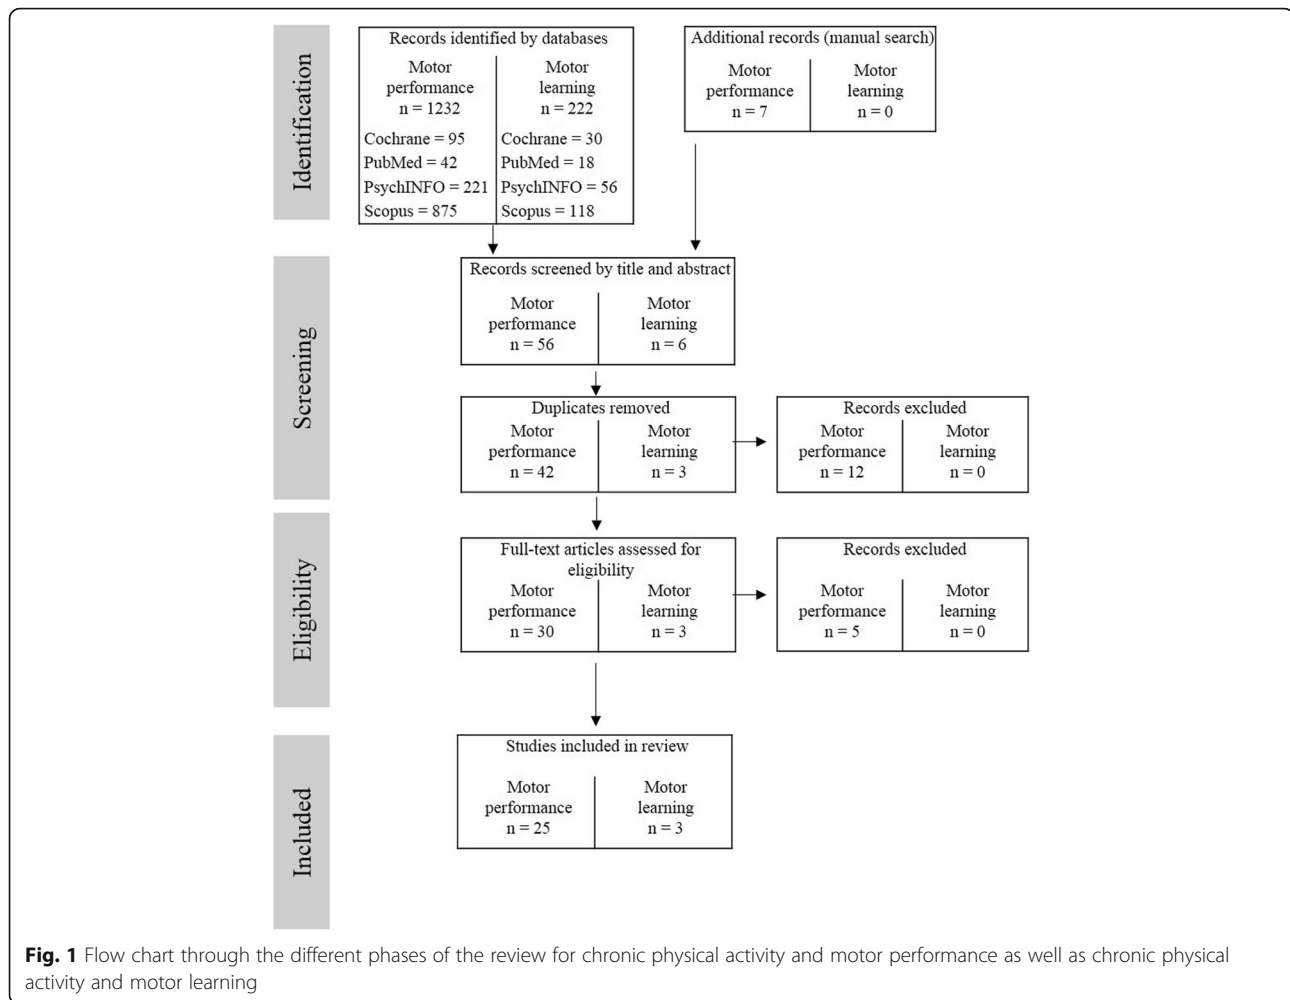 Identification
Records identified by databases
Motor
performance
n = 1232
Cochrane = 95
PubMed = 42
PsychINFO = 221
Scopus = 875
Motor
learning
n = 222
Cochrane = 30
PubMed = 18
PsychINFO = 56
Scopus = 118
Additional records (manual search)
Motor
performance
n = 7
Motor
learning
n = 0
Screening
Records screened by title and abstract
Motor
performance
n = 56
Motor
learning
n = 6
Duplicates removed
Motor
performance
n = 42
Motor
learning
n = 3
Records excluded
Motor
performance
n = 12
Motor
learning
n = 0
Eligibility
Full-text articles assessed for
eligibility
Motor
performance
n = 30
Motor
learning
n = 3
Records excluded
Motor
performance
n = 5
Motor
learning
n = 0
Included
Studies included in review
Motor
performance
n = 25
Motor
learning
n = 3
Fig. 1 Flow chart through the different phases of the review for chronic physical activity and motor performance as well as chronic physical
activity and motor learning